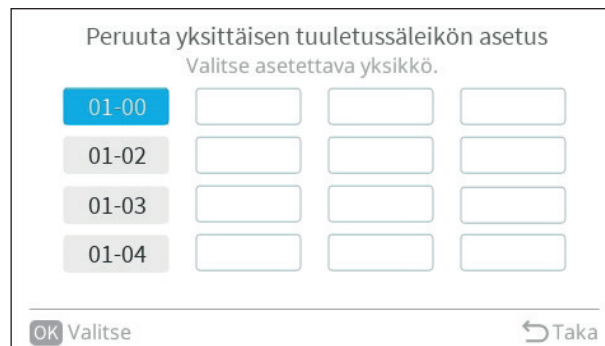 Peruuta yksittäisen tuuletussäleikön asetus
Valitse asetettava yksikkö.
01-00
01-02
01-03
01-04
OK Valitse
Taka